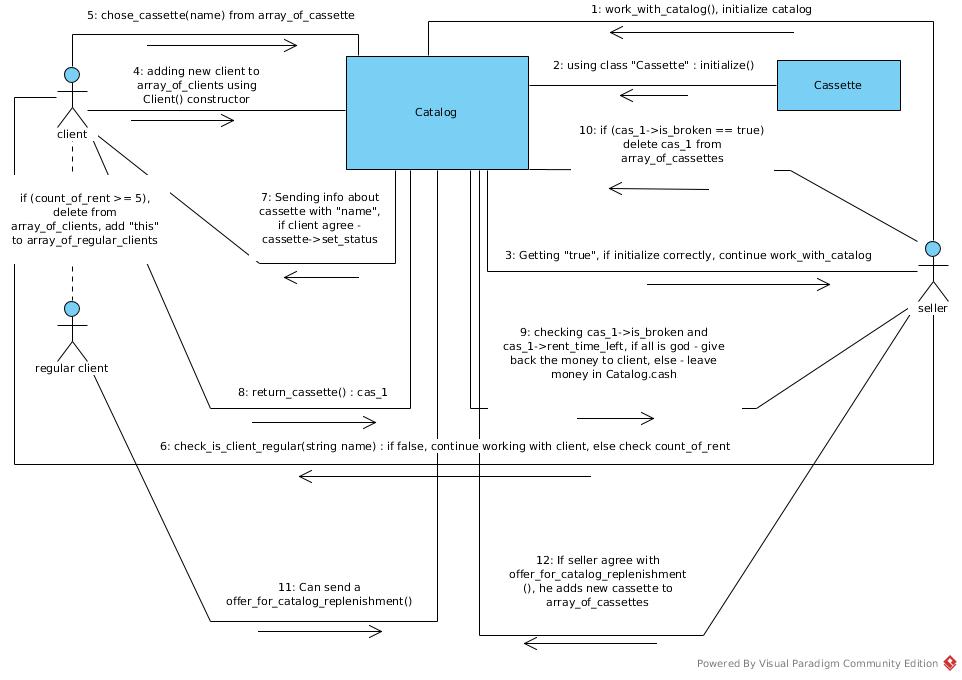 5: chose_cassette(name) from array_of_cassette
1: work_with_catalog(), initialize catalog
4: adding new client to
array_of_clients using
Client() constructor
2: using class "Cassette" : initialize()
Cassette
Catalog
client
10: if (cas_1->is_broken == true)
delete cas_1 from
array_of_cassettes
if (count_of_rent >= 5),
delete from
array_of_clients, add "this"
to array_of_regular_clients
7: Sending info about
cassette with "name",
if client agree -
cassette->set_status
3: Getting "true", if initialize correctly, continue work_with_catalog
seller
9: checking cas_1->is_broken and
cas_1->rent_time_left, if all is god - give
back the money to client, else - leave
money in Catalog.cash
regular client
8: return_cassette() : cas_1
6: check_is_client_regular(string name) : if false, continue working with client, else check count_of_rent
11: Can send a
offer_for_catalog_replenishment()
12: If seller agree with
offer_for_catalog_replenishment
(), he adds new cassette to
array_of_cassettes
Powered By Visual Paradigm Community Edition